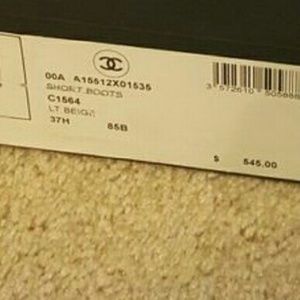 00A A15512X01535
SHORT BOOTS
C1564
LT BEIGE
37H 85B
$ 545.00